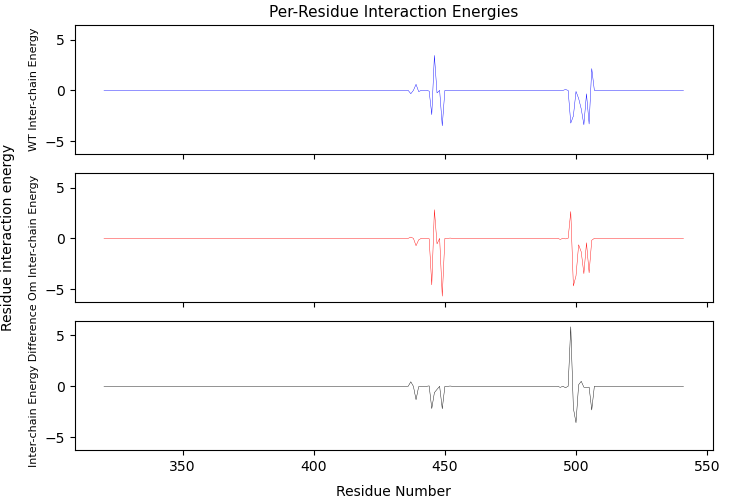 Per-Residue Interaction Energies
Residue interaction energy
WT Inter-chain Energy
5
0
−5
Om Inter-chain Energy
5
0
−5
Inter-chain Energy Difference
5
0
−5
350
400
450
500
550
Residue Number